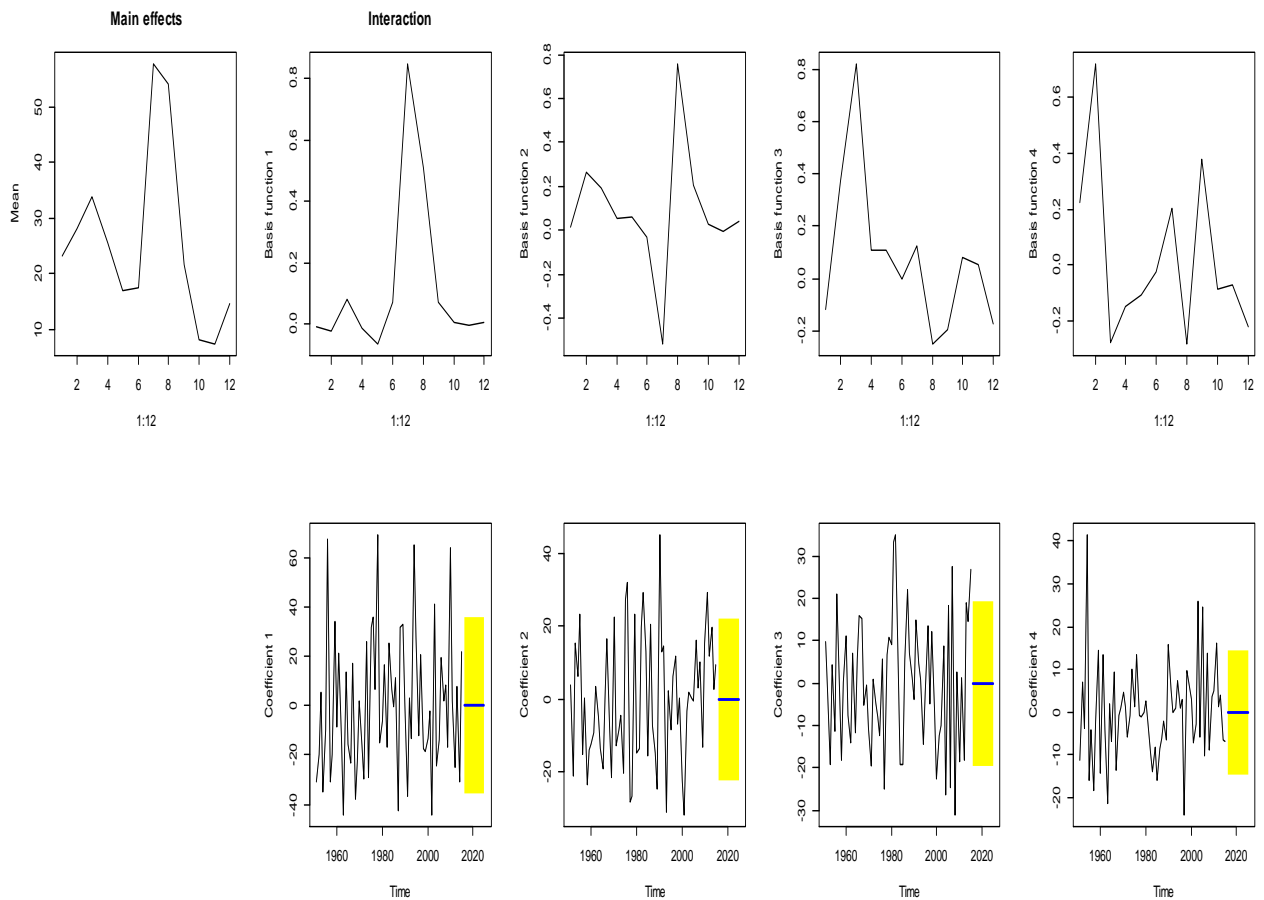 Main effects
Interaction
Mean
10 20 30 40 50
2 4 6 8 10 12
1:12
Basis function 1
0.0 0.2 0.4 0.6 0.8
2 4 6 8 10 12
1:12
Basis function 2
-0.4 -0.2 0.0 0.2 0.4 0.6 0.8
2 4 6 8 10 12
1:12
Basis function 3
-0.2 0.0 0.2 0.4 0.6 0.8
2 4 6 8 10 12
1:12
Basis function 4
-0.2 0.0 0.2 0.4 0.6
2 4 6 8 10 12
1:12
Coefficient 1
-40 -20 0 20 40 60
1960 1980 2000 2020
Time
Coefficient 2
-20 0 20 40
1960 1980 2000 2020
Time
Coefficient 3
-30 -20 -10 0 10 20 30
1960 1980 2000 2020
Time
Coefficient 4
-20 -10 0 10 20 30 40
1960 1980 2000 2020
Time